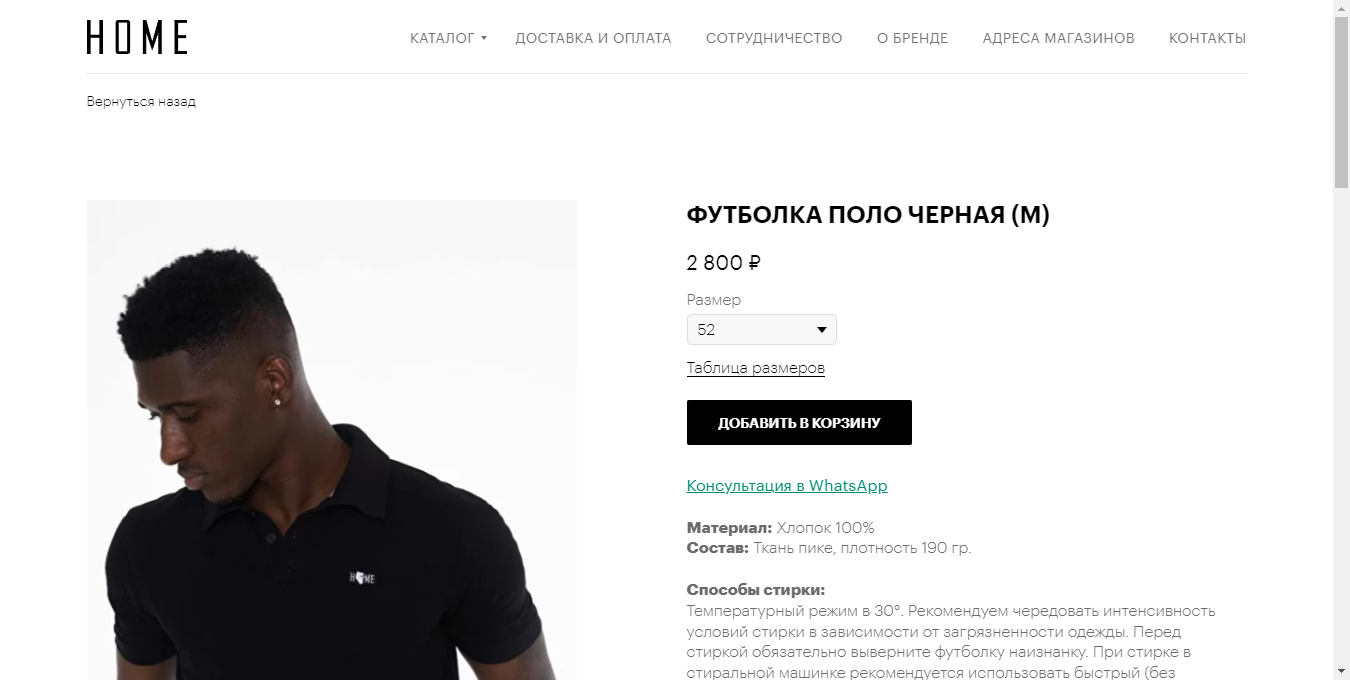 HOME
КАТАЛОГ
ДОСТАВКА И ОПЛАТА
СОТРУДНИЧЕСТВО
О БРЕНДЕ
АДРЕСА МАГАЗИНОВ
КОНТАКТЫ
Вернуться назад
ФУТБОЛКА ПОЛО ЧЕРНАЯ (М)
2 800 ₽
Размер
52
Таблица размеров
ДОБАВИТЬ В КОРЗИНУ
Консультация в WhatsApp
Материал: Хлопок 100%
Состав: Ткань пике, плотность 190 гр.
Способы стирки:
Температурный режим в 30°. Рекомендуем чередовать интенсивность
условий стирки в зависимости от загрязненности одежды. Перед
стиркой обязательно выверните футболку наизнанку. При стирке в
стиральной машинке рекомендуется использовать быстрый (без
HOME